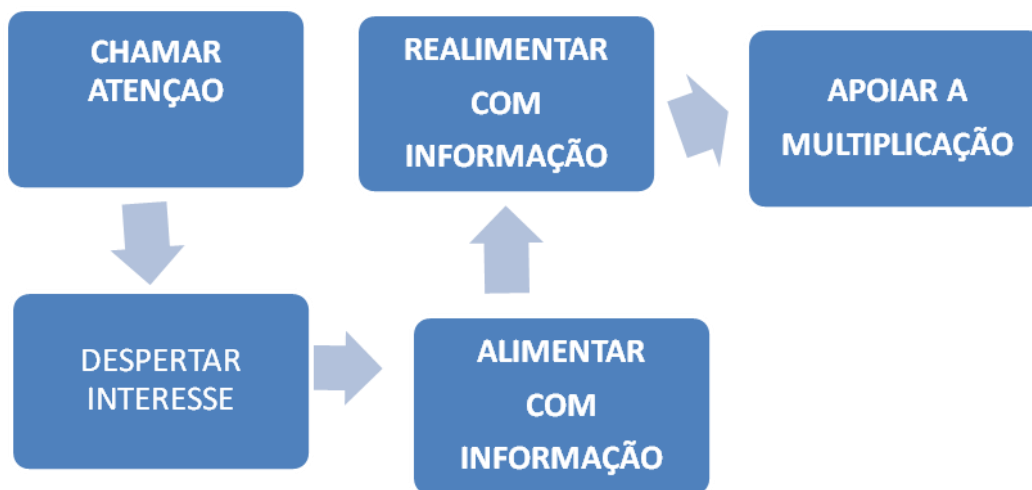 CHAMAR
ATENÇAO
DESPERTAR
INTERESSE
ALIMENTAR
COM
INFORMAÇÃO
REALIMENTAR
COM
INFORMAÇÃO
APOIAR A
MULTIPLICAÇÃO